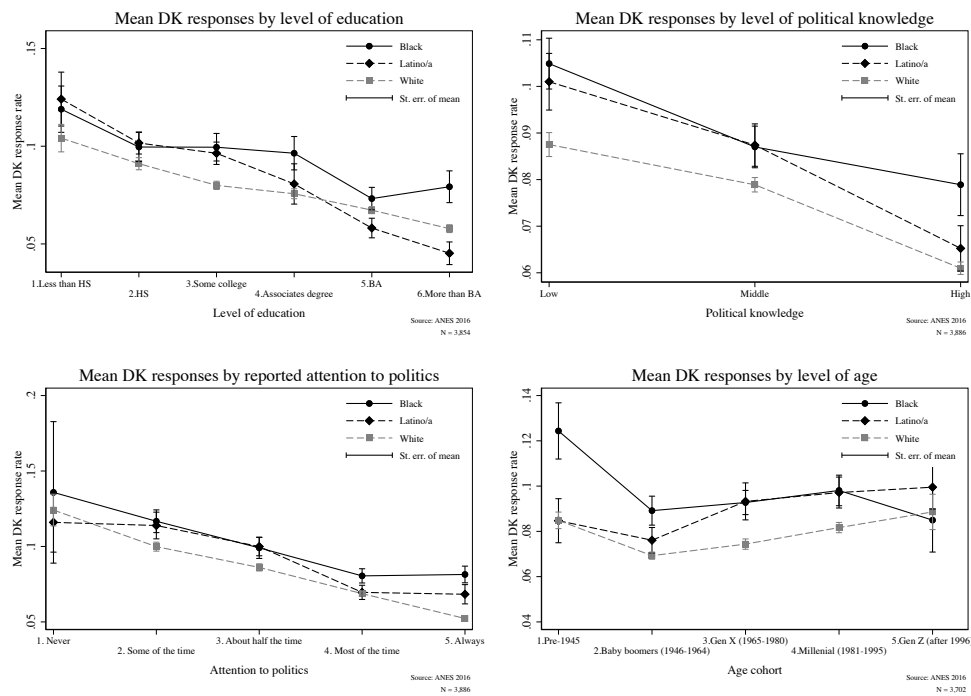 Mean DK responses by level of education
Mean DK response rate
.05 .1 .15
Black
Latino/a
White
St. err. of mean
1.Less than HS
2.HS
3.Some college
4.Associates degree
5.BA
6.More than BA
Level of education
Source: ANES 2016
N = 3,854
Mean DK responses by level of political knowledge
Mean DK response rate
.06 .07 .08 .09 .1 .11
Black
Latino/a
White
St. err. of mean
Low
Middle
High
Political knowledge
Source: ANES 2016
N = 3,886
Mean DK responses by reported attention to politics
Mean DK response rate
.05 .1 .15 .2
Black
Latino/a
White
St. err. of mean
1. Never
2. Some of the time
3. About half the time
4. Most of the time
5. Always
Attention to politics
Source: ANES 2016
N = 3,886
Mean DK responses by level of age
Mean DK response rate
.04 .06 .08 .1 .12 .14
Black
Latino/a
White
St. err. of mean
1.Pre-1945
2.Baby boomers (1946-1964)
3.Gen X (1965-1980)
4.Millenial (1981-1995)
5.Gen Z (after 1996
Age cohort
Source: ANES 2016
N = 3,702